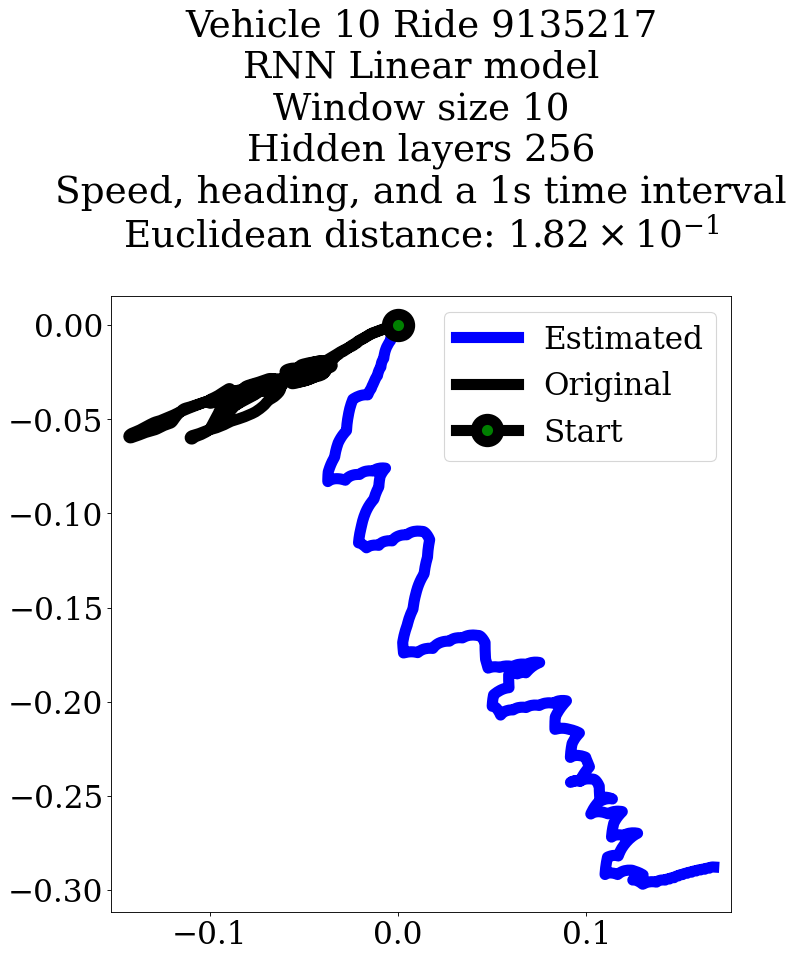 Vehicle 10 Ride 9135217
RNN Linear model
Window size 10
Hidden layers 256
Speed, heading, and a 1s time interval
Euclidean distance: 1.82 × 10⁻¹
Estimated
Original
Start
0.00
−0.05
−0.10
−0.15
−0.20
−0.25
−0.30
−0.1 0.0 0.1